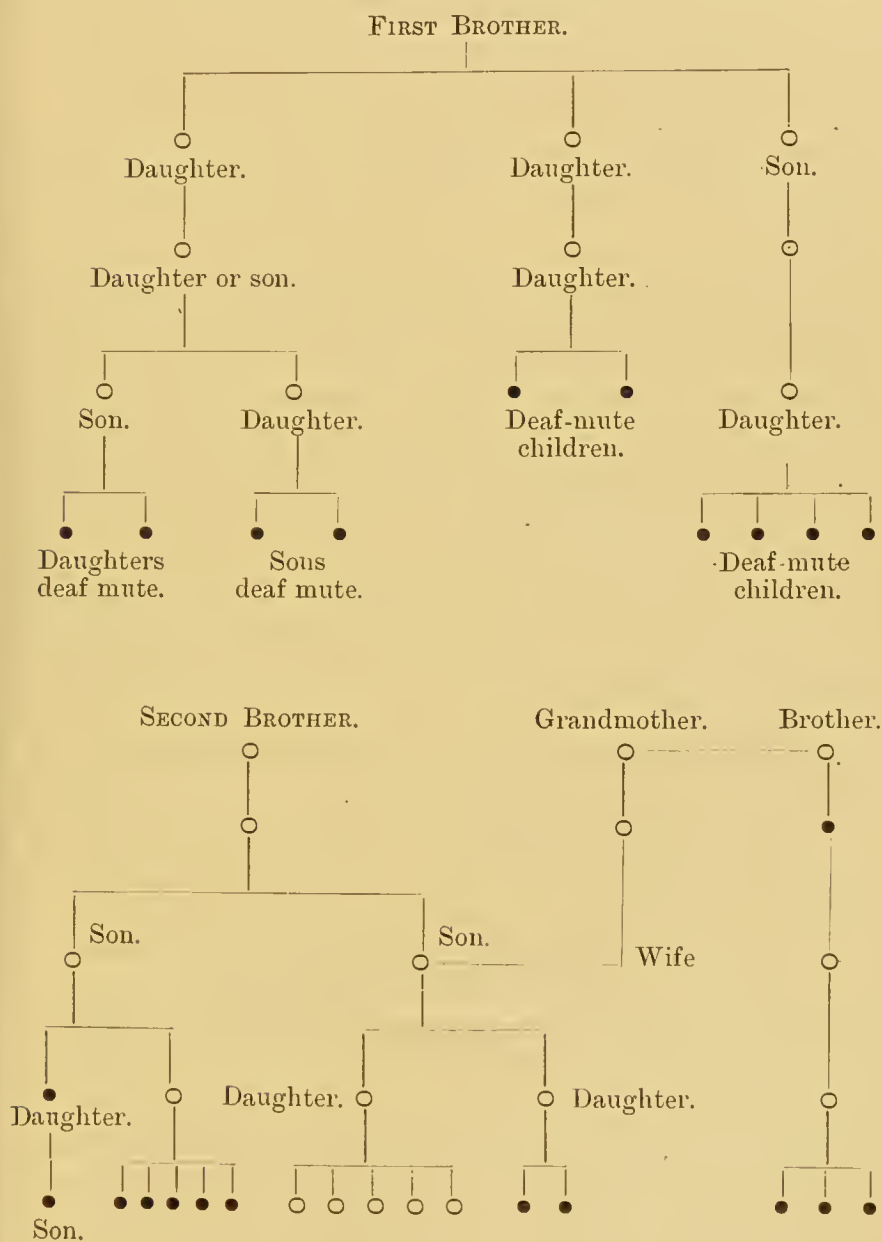 FIRST BROTHER.
Daughter. Daughter. Son.
Daughter or son. Daughter.
Son. Daughter. Deaf-mute children. Daughter.
Daughters deaf mute. Sons deaf mute. Deaf-mute children.
SECOND BROTHER. Grandmother. Brother.
Son. Son. Wife
Daughter. Daughter. Daughter.
Son.